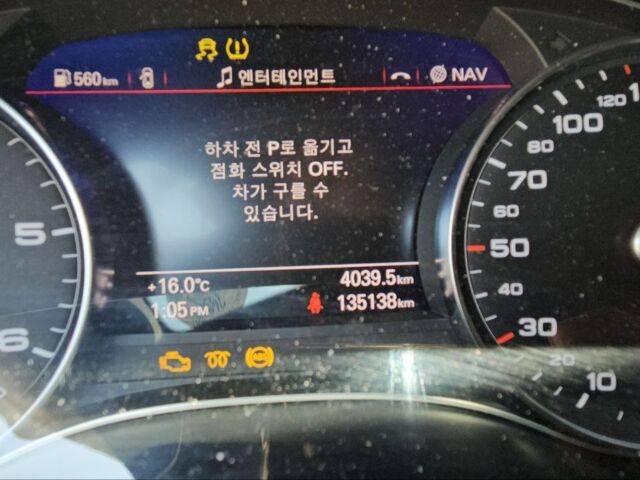 560km
엔터테인먼트
NAV
하차 전 P로 옮기고
점화 스위치 OFF.
차가 구를 수
있습니다.
+16.0°C
4039.5km
1:05PM
135138km
ABS
5
6
120
100
80
70
60
50
30
20
10